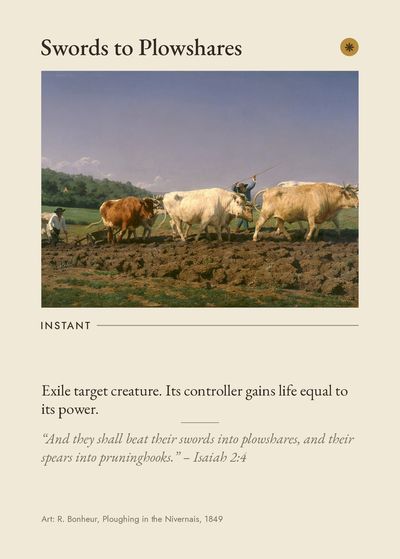 Swords to Plowshares
INSTANT
Exile target creature. Its controller gains life equal to
its power.
“And they shall beat their swords into plowshares, and their
spears into pruninghooks.” – Isaiah 2:4
Art: R. Bonheur, Ploughing in the Nivernais, 1849